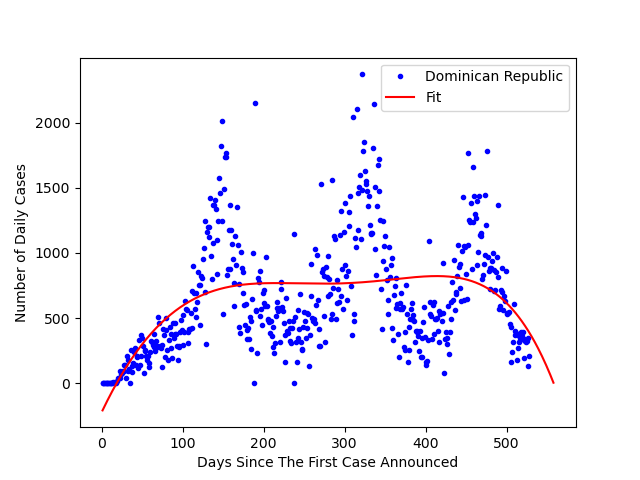 Dominican Republic
Fit
2000
1500
1000
500
0
Number of Daily Cases
0 100 200 300 400 500
Days Since The First Case Announced